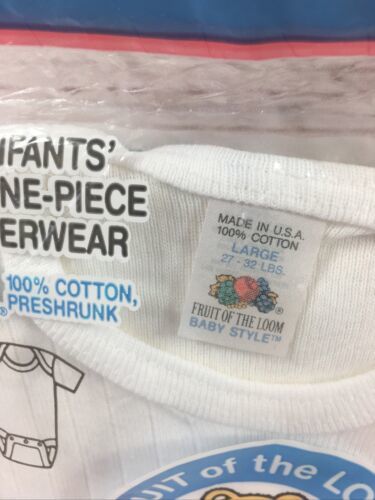 IFANTS'
NE-PIECE
ERWEAR
100% COTTON,
® PRESHRUNK
MADE IN U.S.A.
100% COTTON
LARGE
27 - 32 LBS.
®
FRUIT OF THE LOOM
BABY STYLE™
UIT of the LO